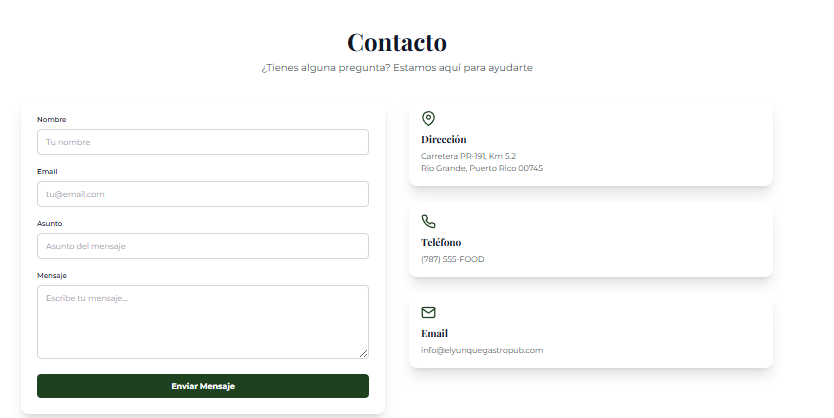 Contacto
¿Tienes alguna pregunta? Estamos aquí para ayudarte
Nombre
Tu nombre
Email
tu@email.com
Asunto
Asunto del mensaje
Mensaje
Escribe tu mensaje...
Enviar Mensaje
Dirección
Carretera PR-191, Km 5.2
Río Grande, Puerto Rico 00745
Teléfono
(787) 555-FOOD
Email
info@elyunquegastropub.com